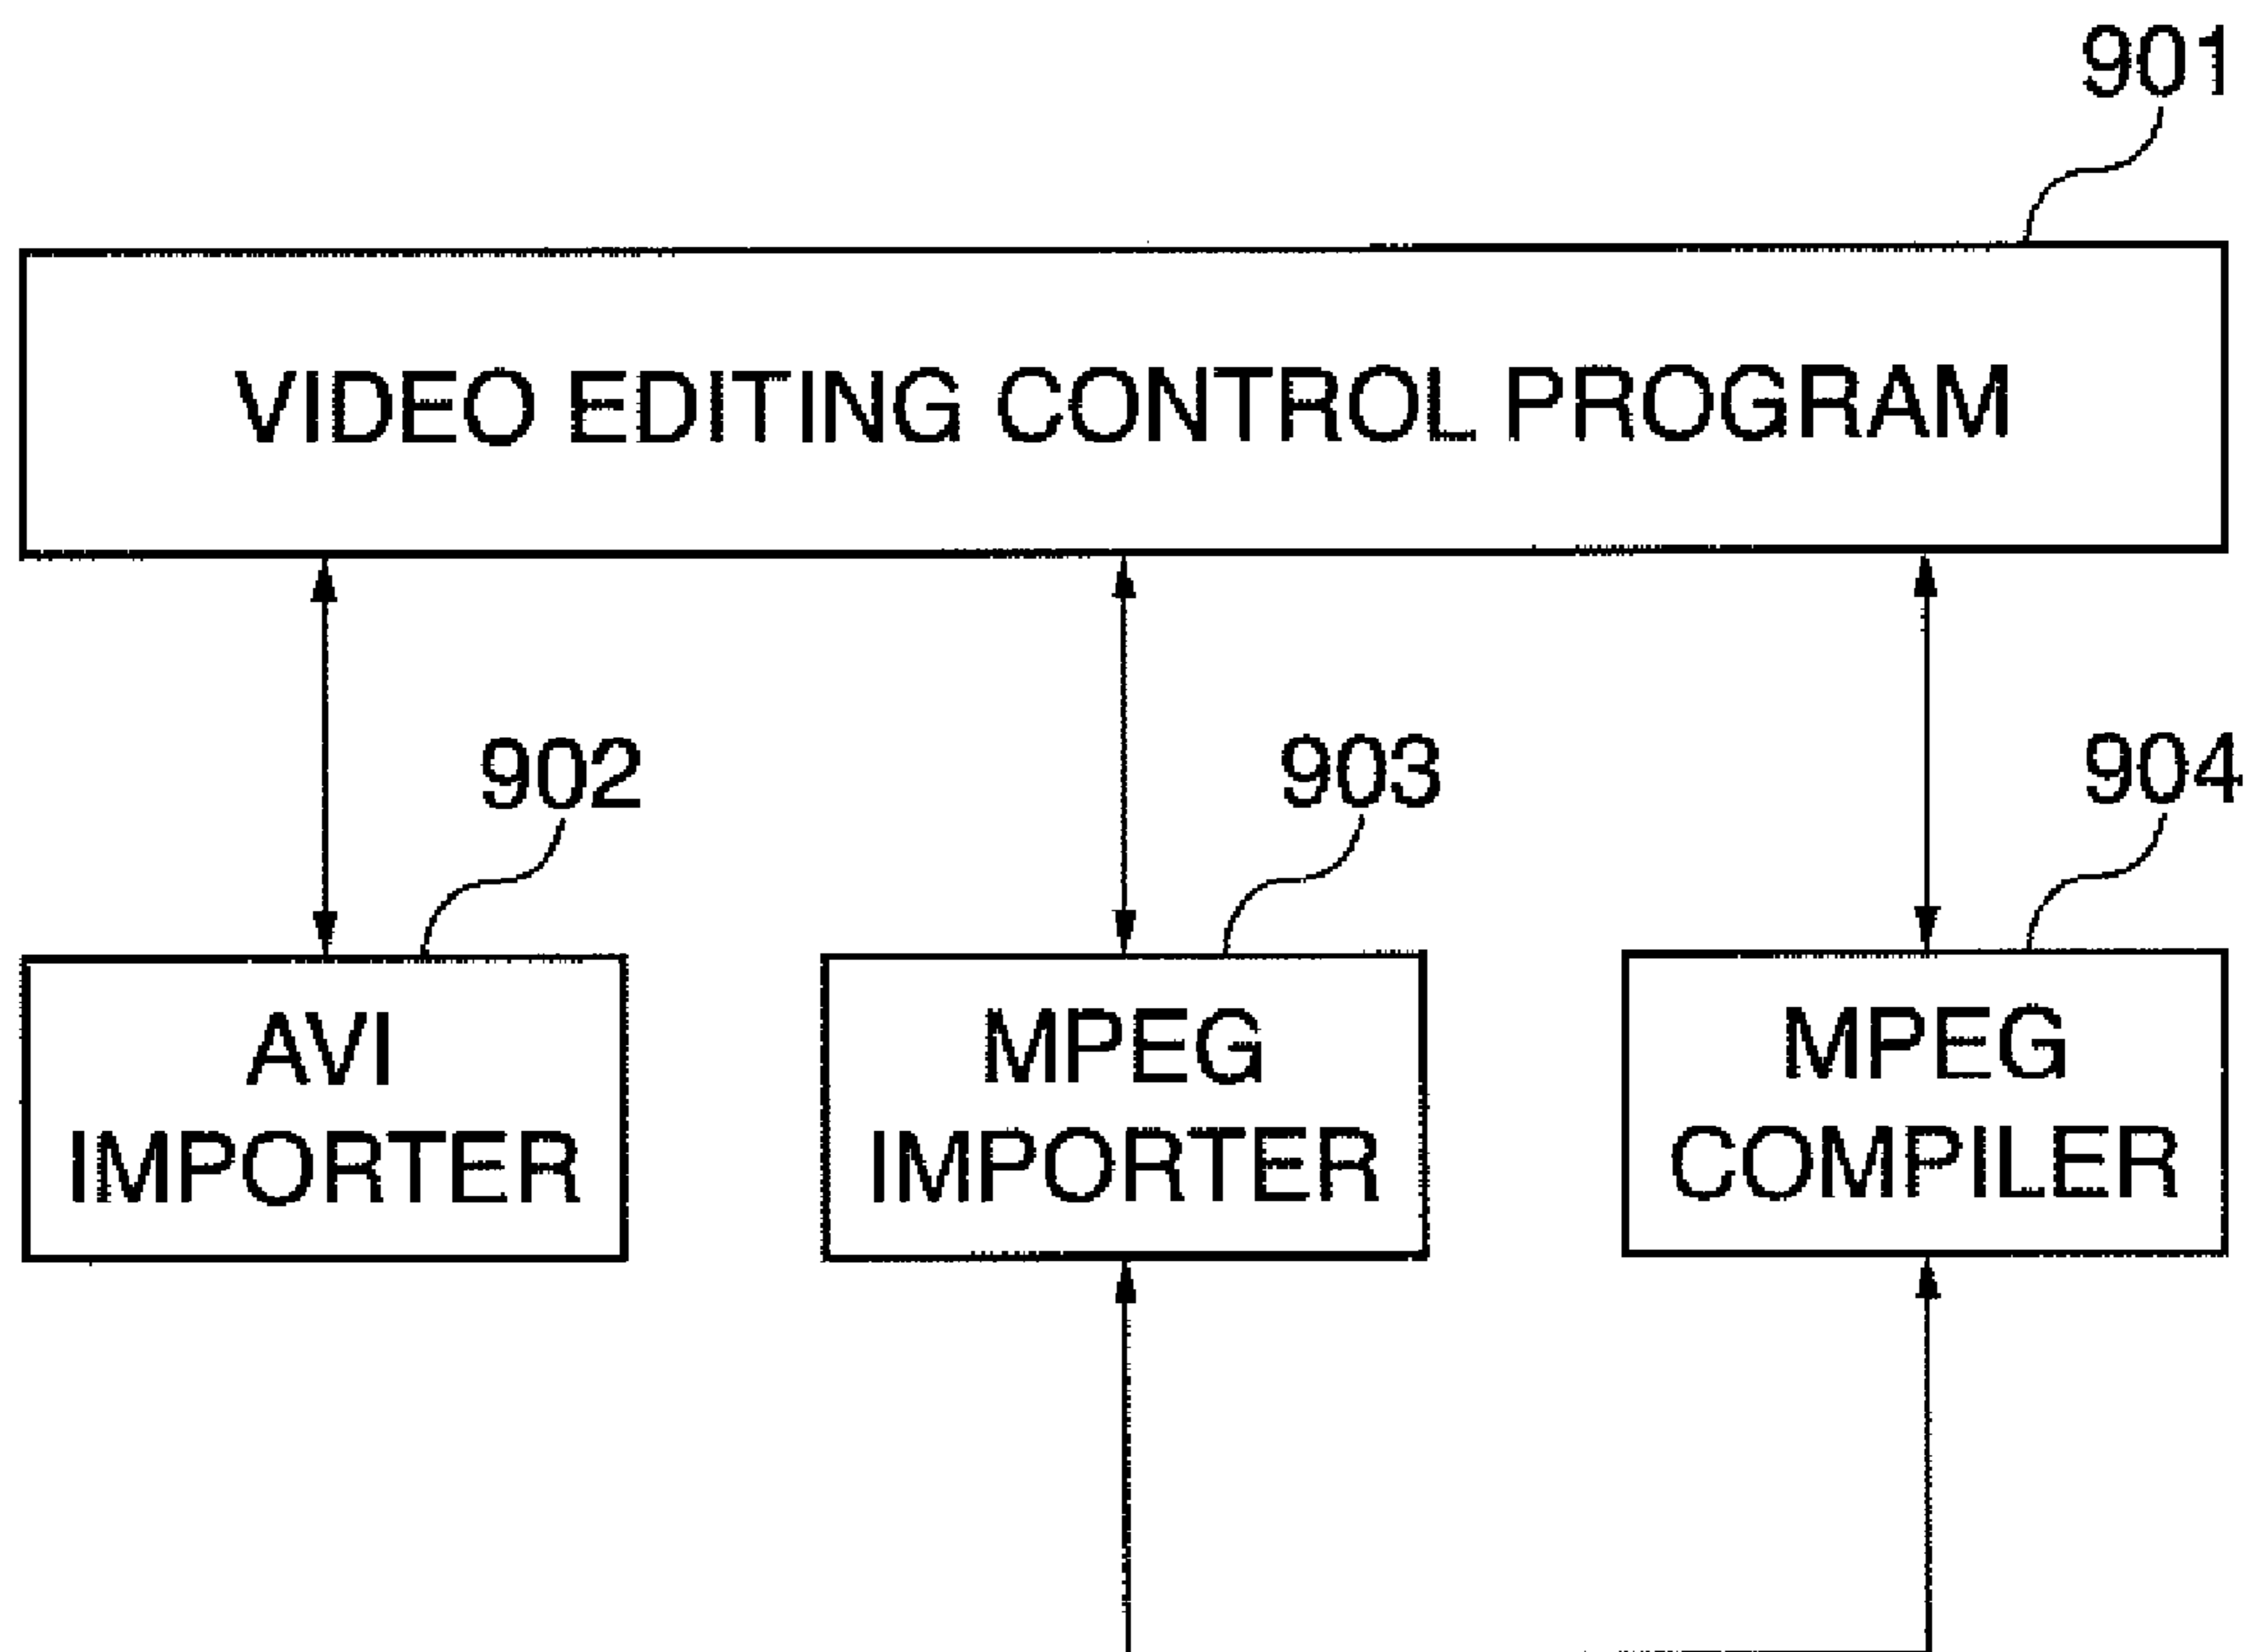 901
VIDEO EDITING CONTROL PROGRAM
902
903
904
AVI
IMPORTER
MPEG
IMPORTER
MPEG
COMPILER